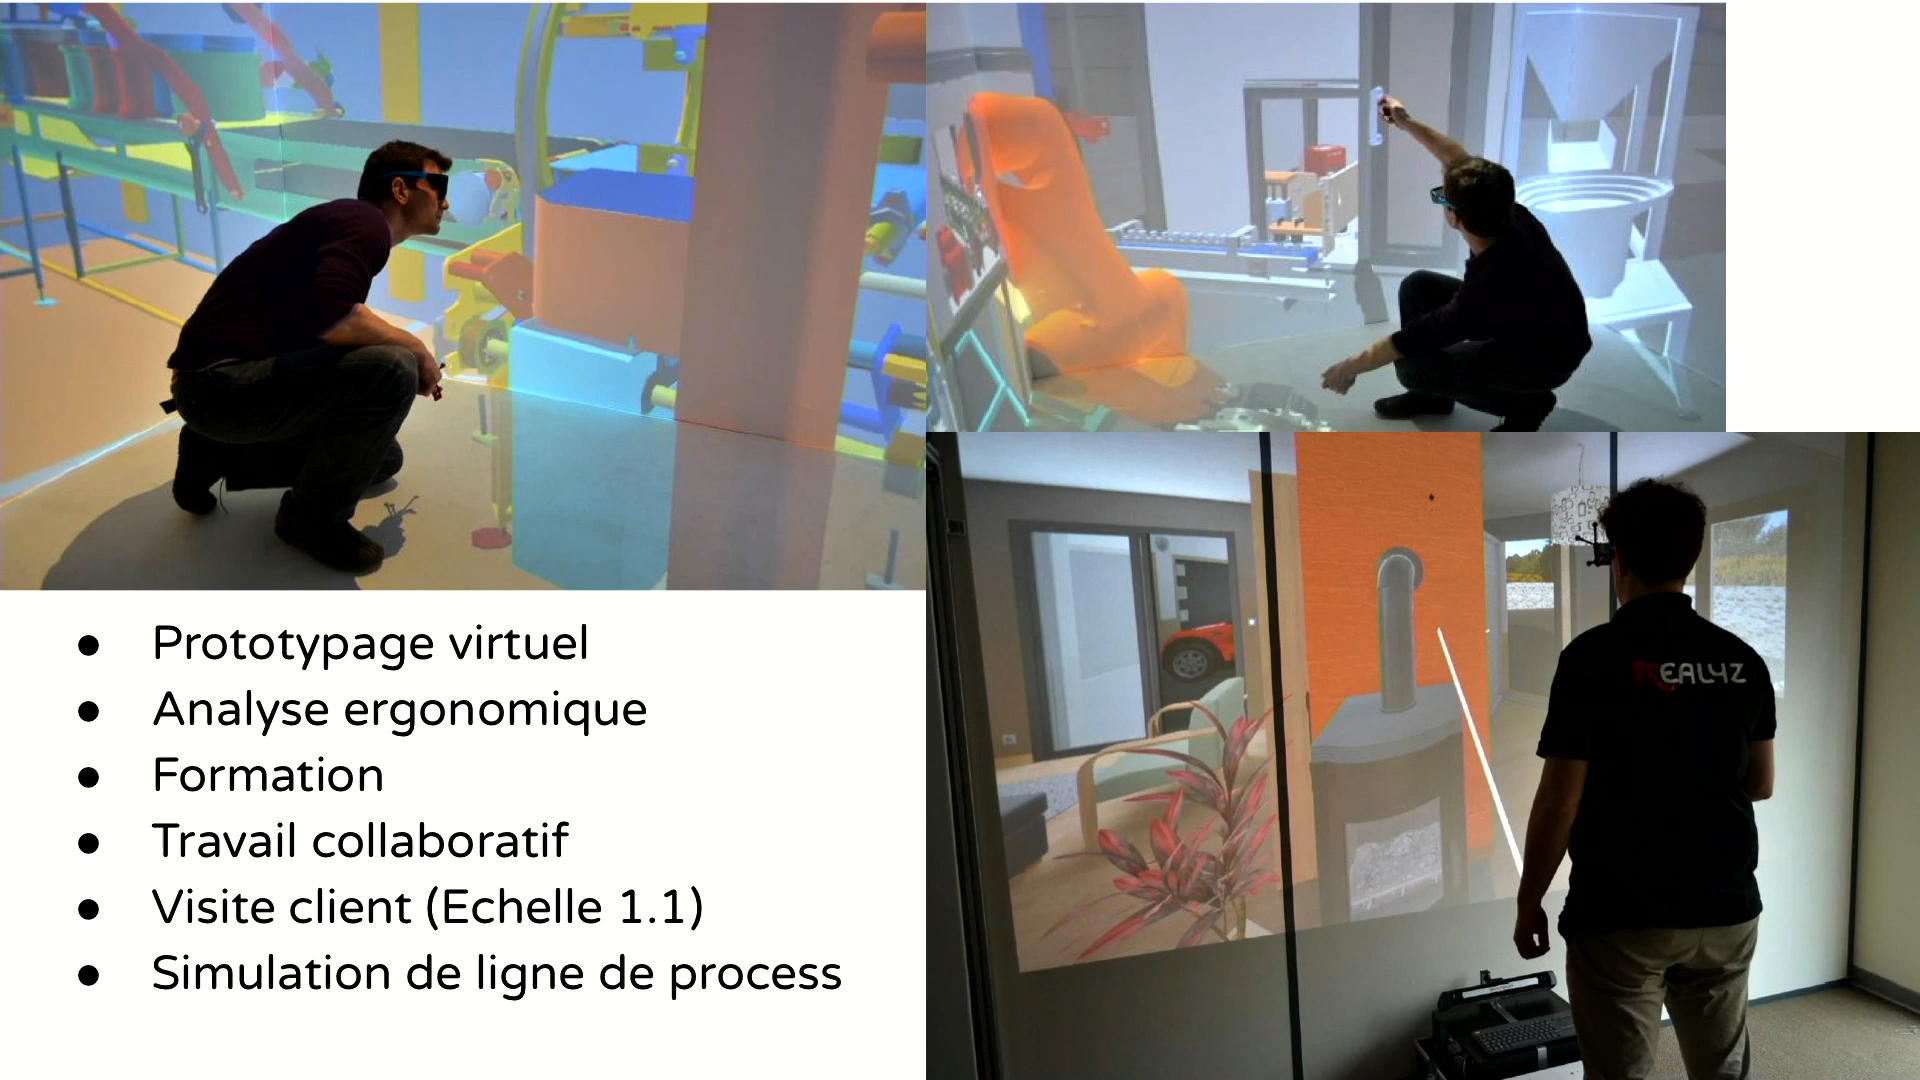 ● Prototypage virtuel
● Analyse ergonomique
● Formation
● Travail collaboratif
● Visite client (Echelle 1.1)
● Simulation de ligne de process
REALYZ